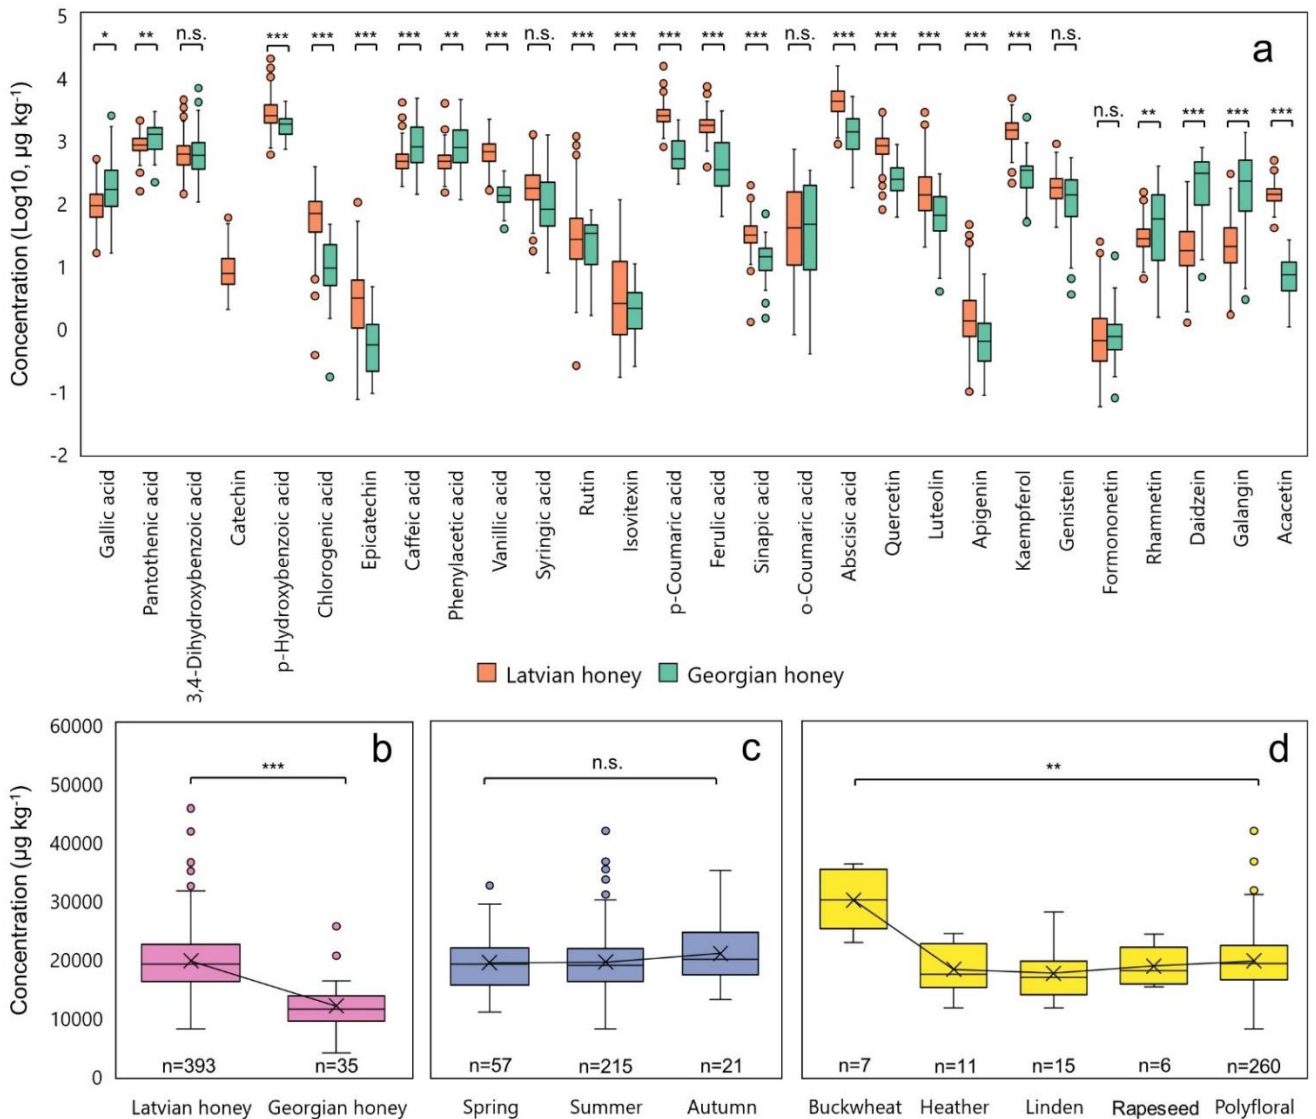 a
Concentration (Log10, µg kg-1)
5
4
3
2
1
0
-1
-2
* ** n.s. *** *** *** *** ** *** n.s. *** *** *** *** *** n.s. *** *** *** *** *** n.s. n.s. ** *** *** ***
Gallic acid
Pantothenic acid
3,4-Dihydroxybenzoic acid
Catechin
p-Hydroxybenzoic acid
Chlorogenic acid
Epicatechin
Caffeic acid
Phenylacetic acid
Vanillic acid
Syringic acid
Rutin
Isovitexin
p-Coumaric acid
Ferulic acid
Sinapic acid
o-Coumaric acid
Abscisic acid
Quercetin
Luteolin
Apigenin
Kaempferol
Genistein
Formononetin
Rhamnetin
Daidzein
Galangin
Acacetin
Latvian honey Georgian honey
Concentration (µg kg-1)
60000
50000
40000
30000
20000
10000
0
b
***
n=393 n=35
Latvian honey Georgian honey
c
n.s.
n=57 n=215 n=21
Spring Summer Autumn
d
**
n=7 n=11 n=15 n=6 n=260
Buckwheat Heather Linden Rapeseed Polyfloral